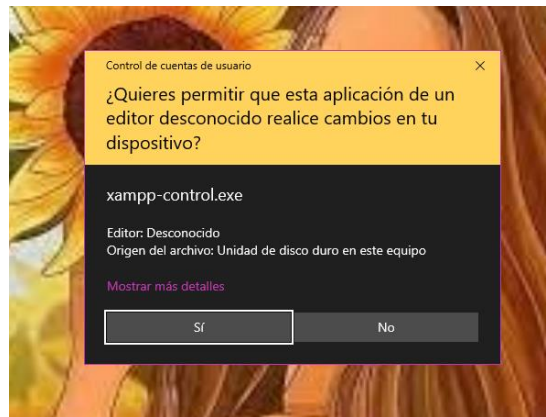 Control de cuentas de usuario
¿Quieres permitir que esta aplicación de un
editor desconocido realice cambios en tu
dispositivo?
xampp-control.exe
Editor: Desconocido
Origen del archivo: Unidad de disco duro en este equipo
Mostrar más detalles
Sí
No